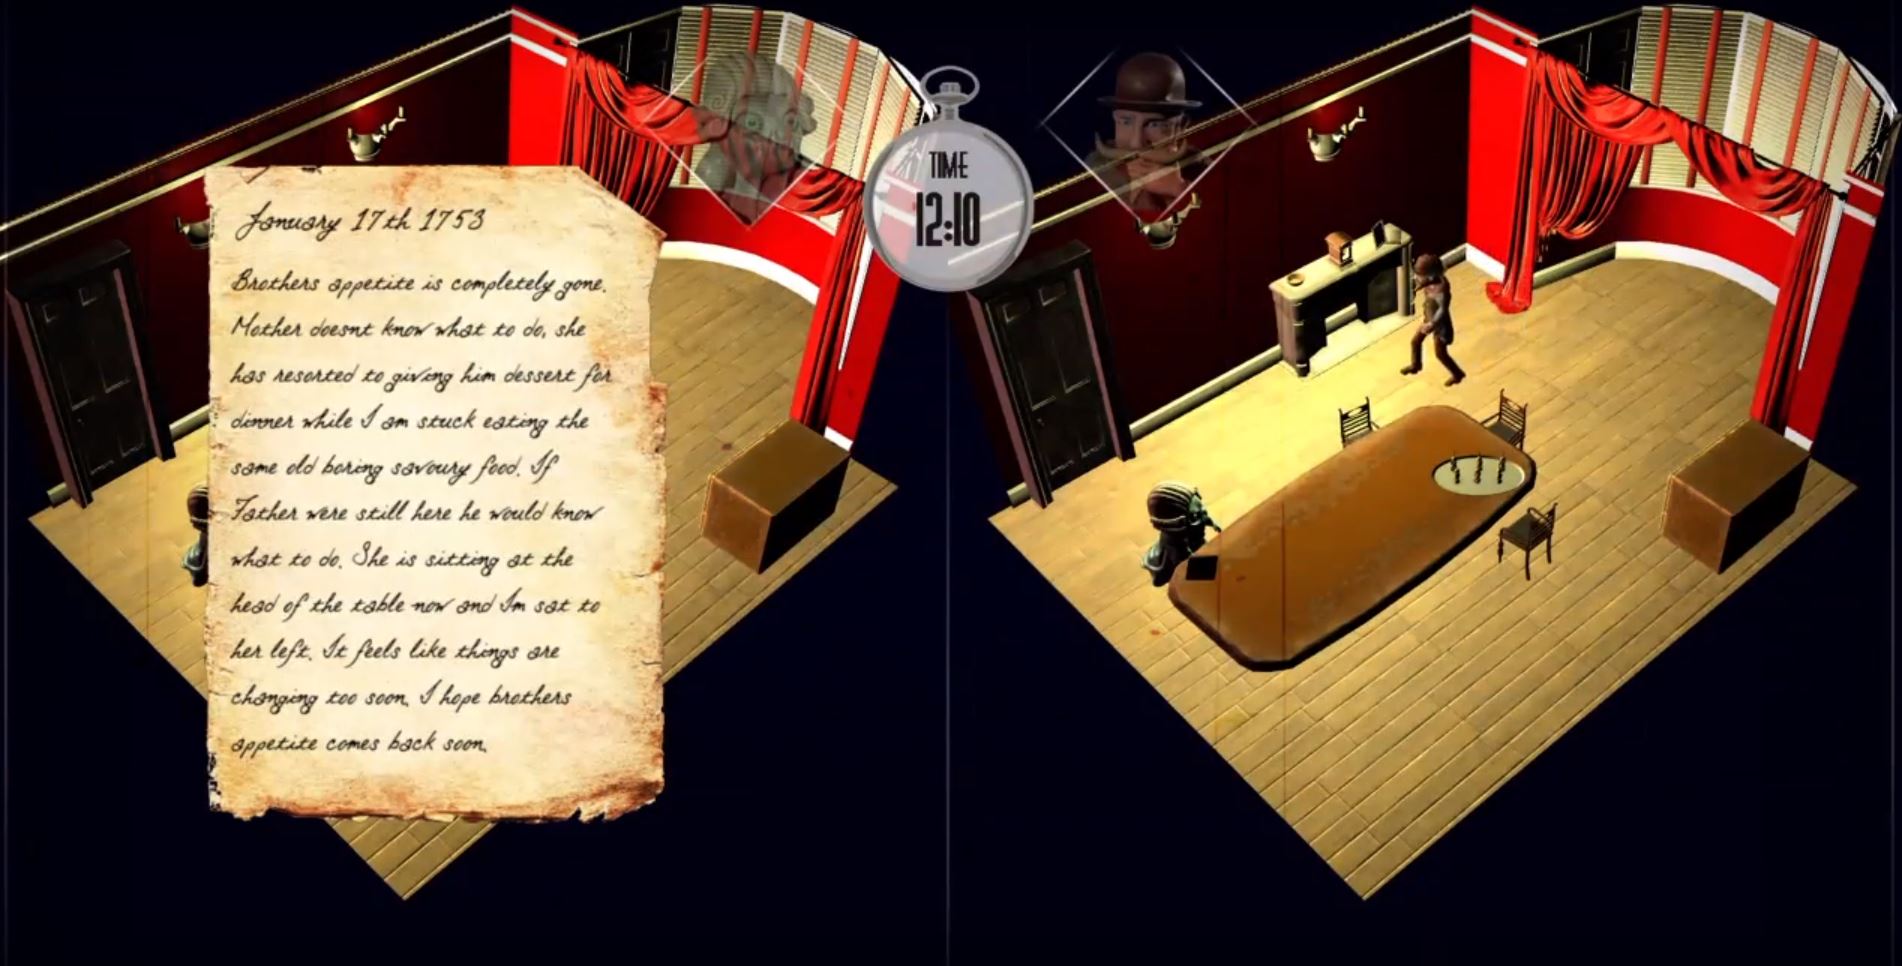 January 17th 1753
Brothers appetite is completely gone.
Mother doesnt know what to do, she
has resorted to giving him dessert for
dinner while I am stuck eating the
same old boring savoury food. If
Father were still here he would know
what to do. She is sitting at the
head of the table now and Im sat to
her left. It feels like things are
changing too soon. I hope brothers
appetite comes back soon.
TIME
12:10